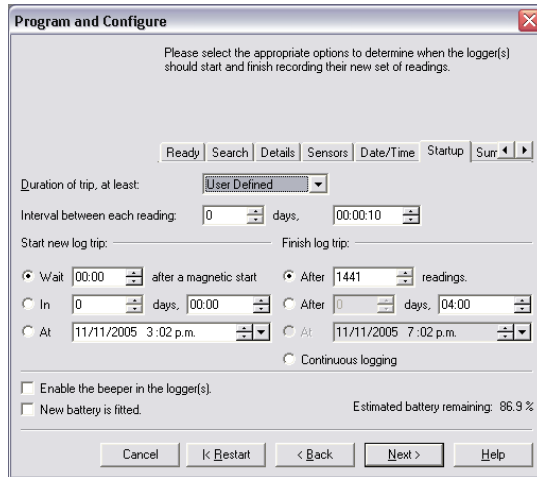 Program and Configure
Please select the appropriate options to determine when the logger(s)
should start and finish recording their new set of readings.
Ready Search Details Sensors Date/Time Startup Sum
Duration of trip, at least: User Defined
Interval between each reading: 0 days, 00:00:10
Start new log trip: Finish log trip:
Wait 00:00 after a magnetic start After 1441 readings.
In 0 days, 00:00 After 0 days, 04:00
At 11/11/2005 3:02 p.m. At 11/11/2005 7:02 p.m.
Continuous logging
Enable the beeper in the logger(s).
New battery is fitted. Estimated battery remaining: 86.9 %
Cancel |< Restart < Back Next > Help